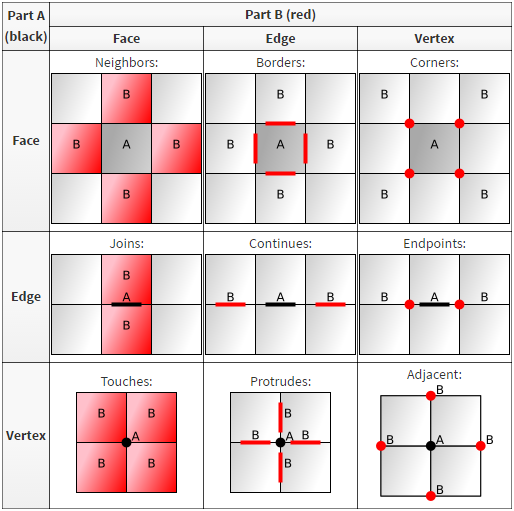 Part A
(black)
Part B (red)
Face
Edge
Vertex
Face
Neighbors:
B
B
A
B
B
Borders:
B
B
A
B
B
Corners:
B
B
A
B
B
Edge
Joins:
B
A
B
Continues:
B
A
B
Endpoints:
B
A
B
Vertex
Touches:
B
B
A
B
B
Protrudes:
B
B
A
B
B
Adjacent:
B
B
A
B
B